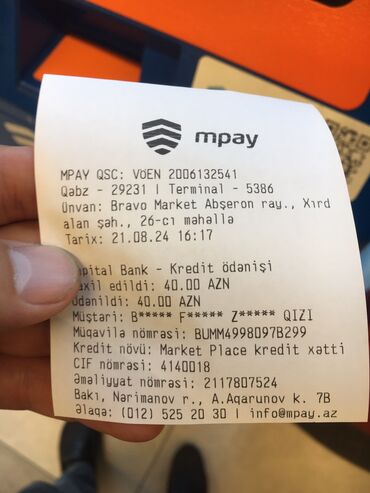 mpay
MPAY QSC: VöEN 2006132541
Qəbz - 29231 | Terminal - 5386
Ünvan: Bravo Market Abşeron ray., Xırd
alan şəh., 26-cı məhəllə
Tarix: 21.08.24 16:17
pital Bank - Kredit ödənişi
axil edildi: 40.00 AZN
dənildi: 40.00 AZN
Müştəri: B***** F***** Z***** QIZI
Müqavilə nömrəsi: BUMM4998097B299
Kredit növü: Market Place kredit xətti
CIF nömrəsi: 4140018
Əməliyyat nömrəsi: 2117807524
Bakı, Nərimanov r., A.Aqarunov k. 7B
Əlaqə: (012) 525 20 30 | info@mpay.az